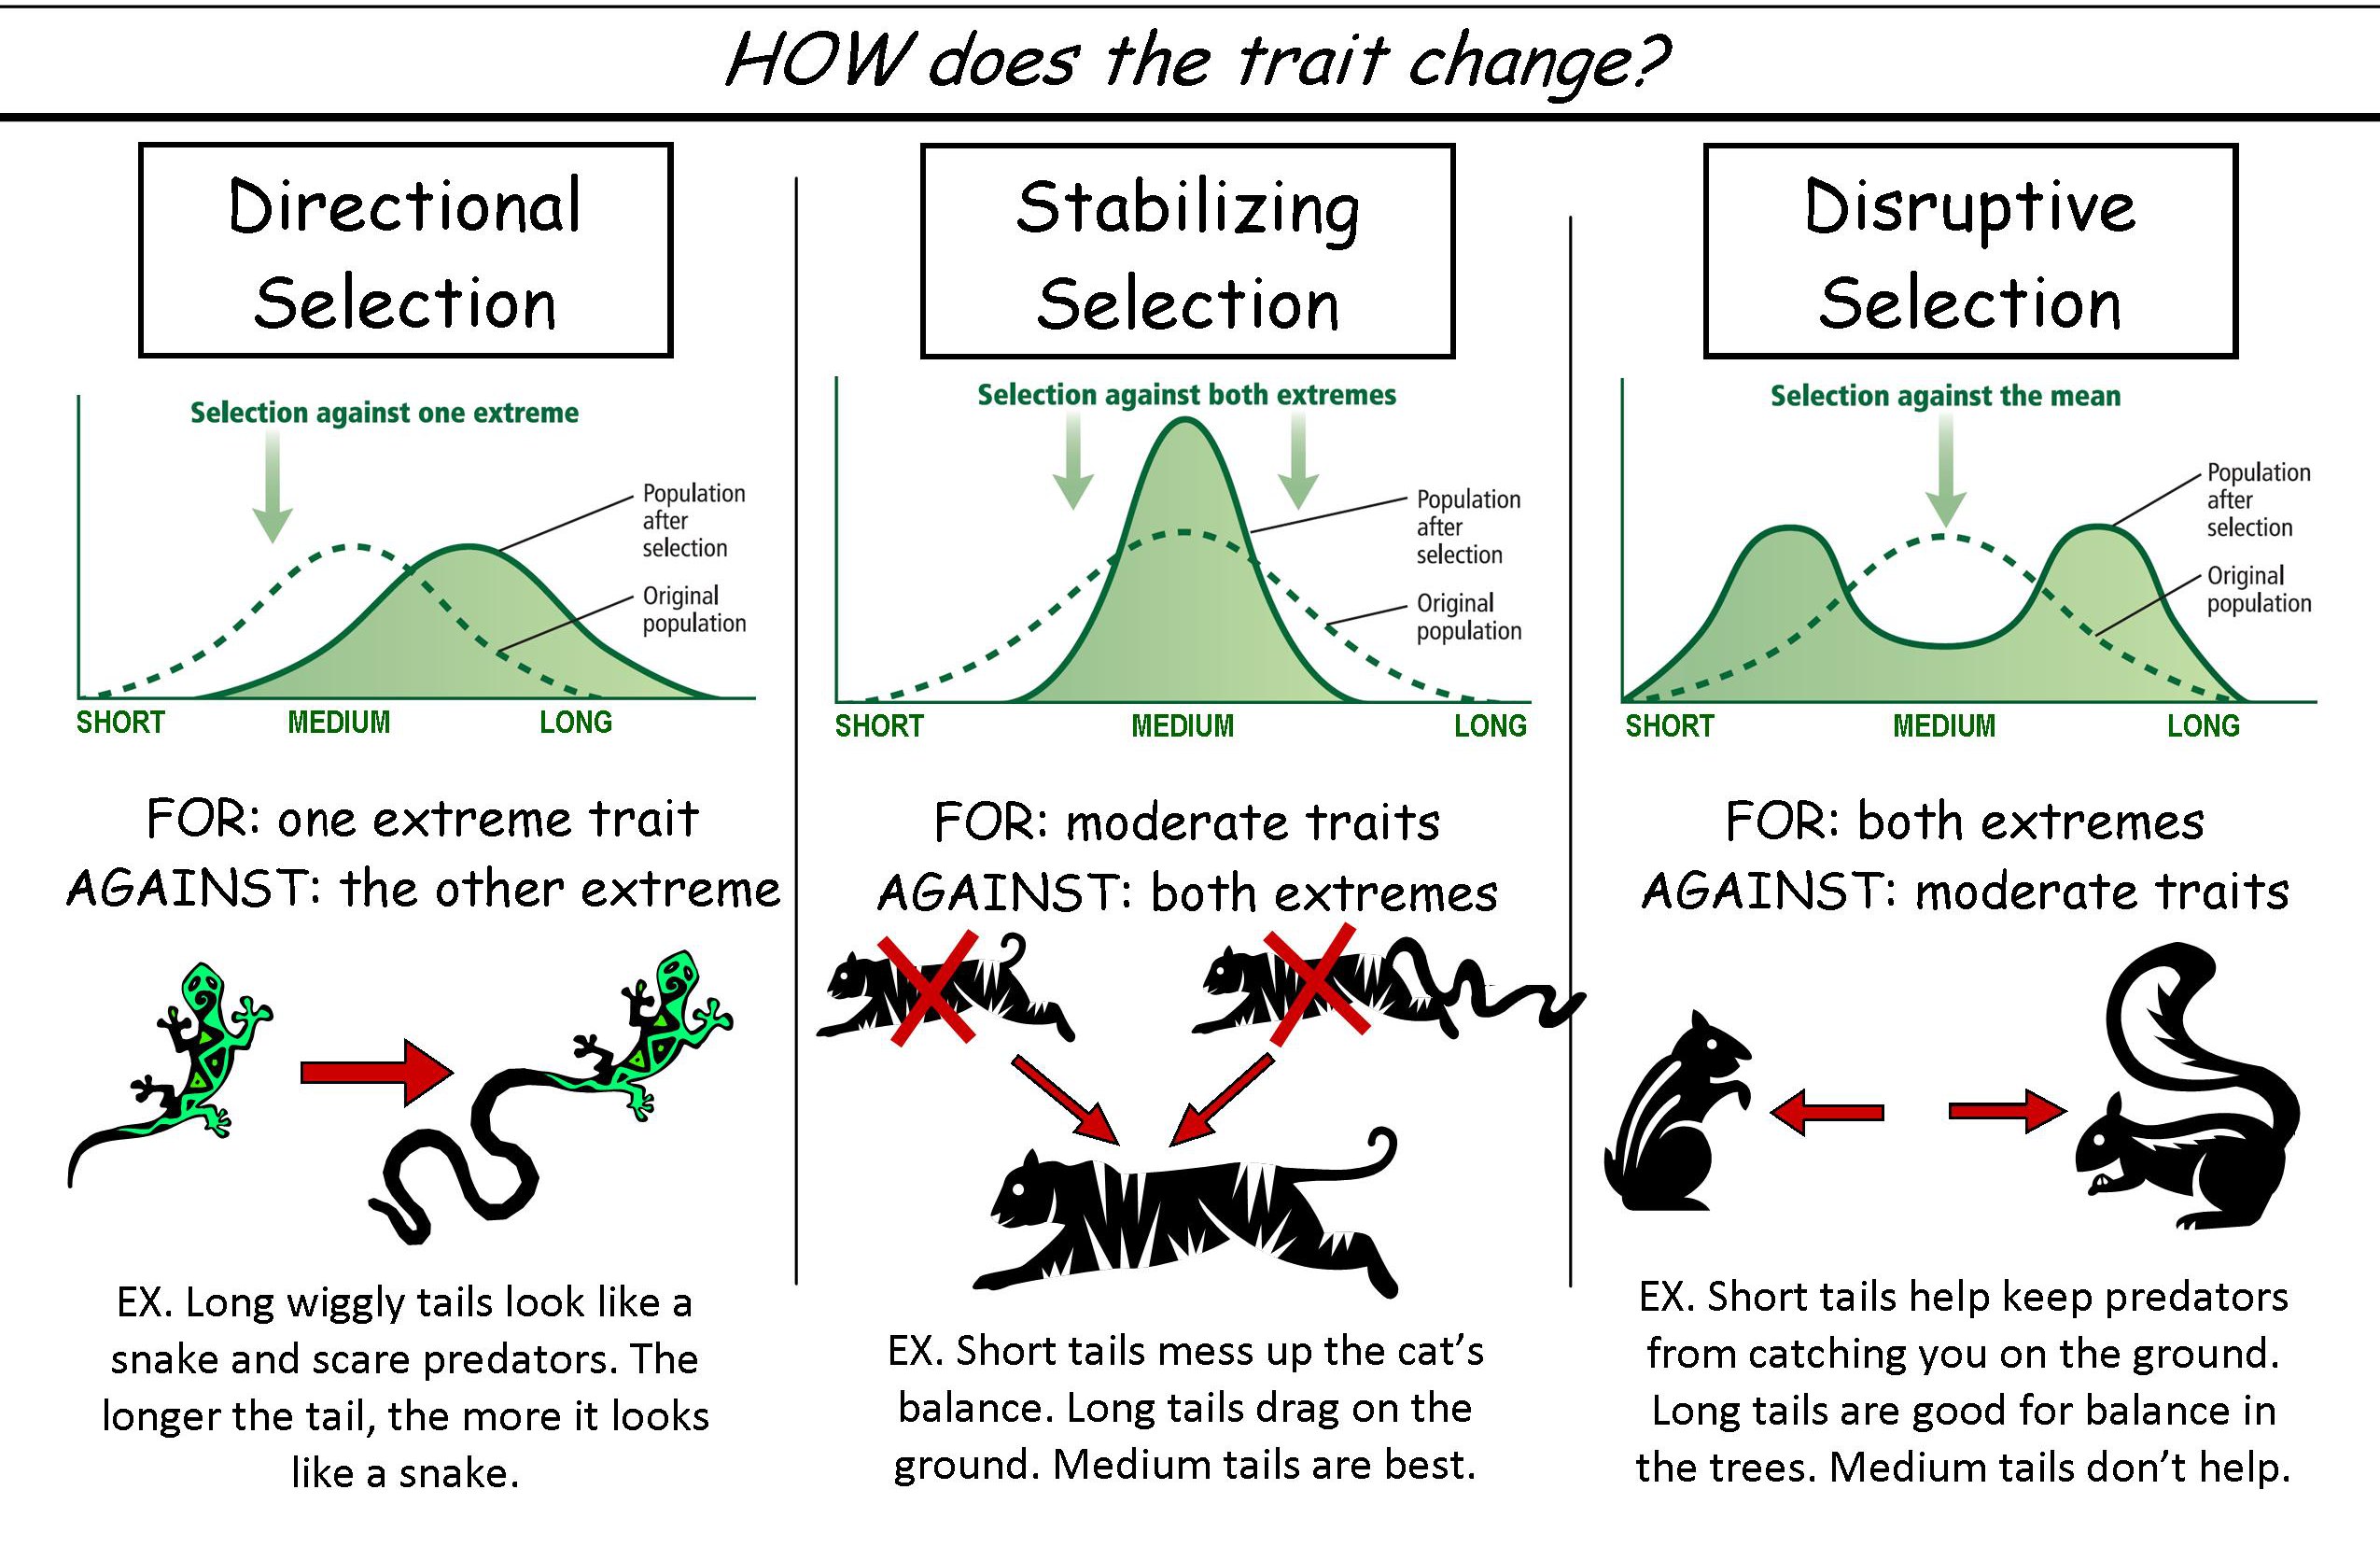 HOW does the trait change?
Directional
Selection
Selection against one extreme
Population
after
selection
Original
population
SHORT MEDIUM LONG
FOR: one extreme trait
AGAINST: the other extreme
EX. Long wiggly tails look like a
snake and scare predators. The
longer the tail, the more it looks
like a snake.
Stabilizing
Selection
Selection against both extremes
Population
after
selection
Original
population
SHORT MEDIUM LONG
FOR: moderate traits
AGAINST: both extremes
EX. Short tails mess up the cat’s
balance. Long tails drag on the
ground. Medium tails are best.
Disruptive
Selection
Selection against the mean
Population
after
selection
Original
population
SHORT MEDIUM LONG
FOR: both extremes
AGAINST: moderate traits
EX. Short tails help keep predators
from catching you on the ground.
Long tails are good for balance in
the trees. Medium tails don’t help.